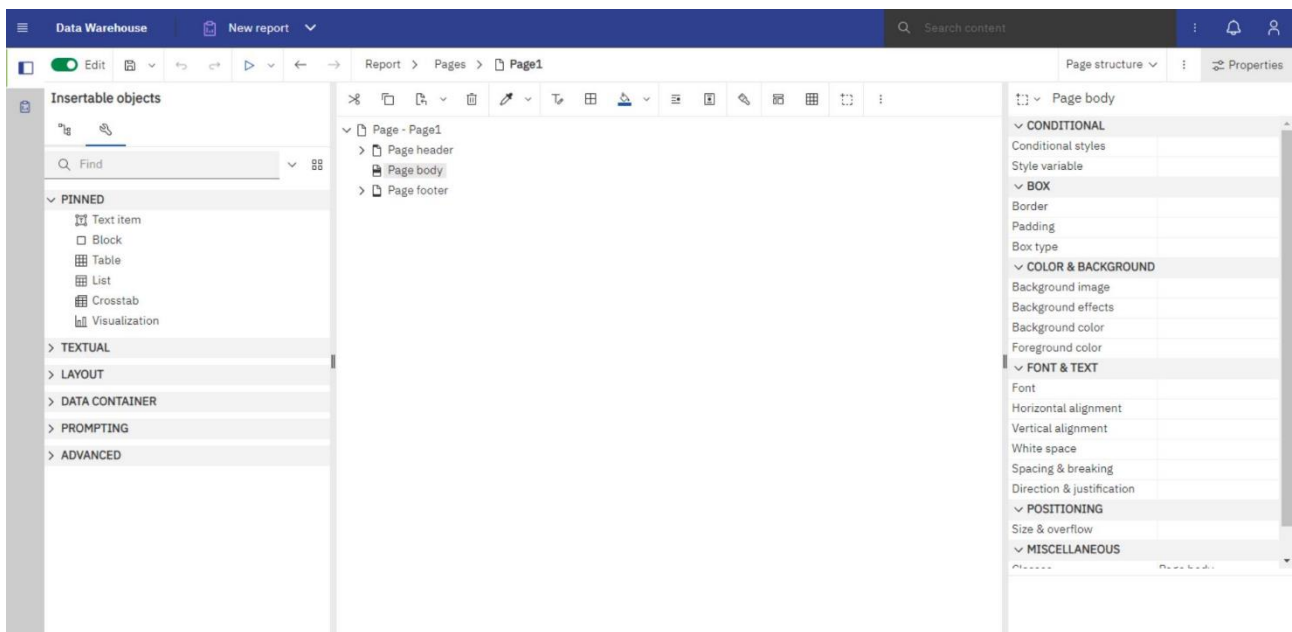 Data Warehouse
New report
Search content
Edit
Report > Pages > Page1
Page structure
Properties
Insertable objects
Find
PINNED
Text item
Block
Table
List
Crosstab
Visualization
TEXTUAL
LAYOUT
DATA CONTAINER
PROMPTING
ADVANCED
Page - Page1
Page header
Page body
Page footer
Page body
CONDITIONAL
Conditional styles
Style variable
BOX
Border
Padding
Box type
COLOR & BACKGROUND
Background image
Background effects
Background color
Foreground color
FONT & TEXT
Font
Horizontal alignment
Vertical alignment
White space
Spacing & breaking
Direction & justification
POSITIONING
Size & overflow
MISCELLANEOUS